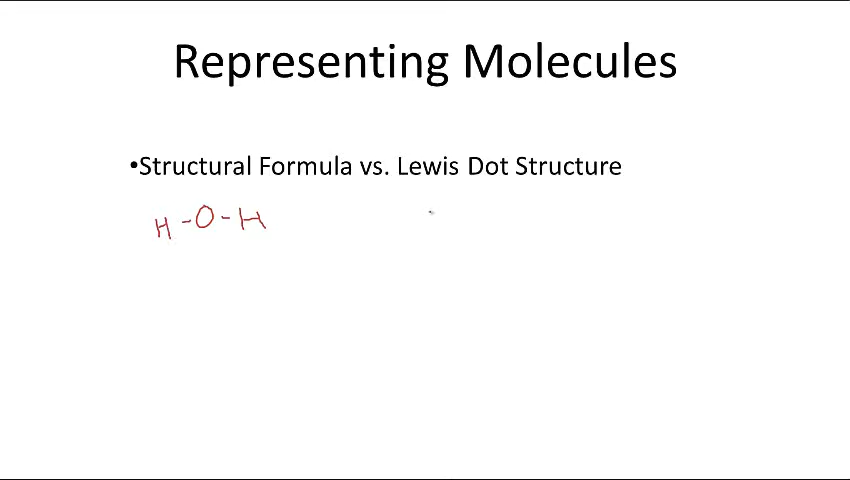 Representing Molecules
•Structural Formula vs. Lewis Dot Structure
H-O-H